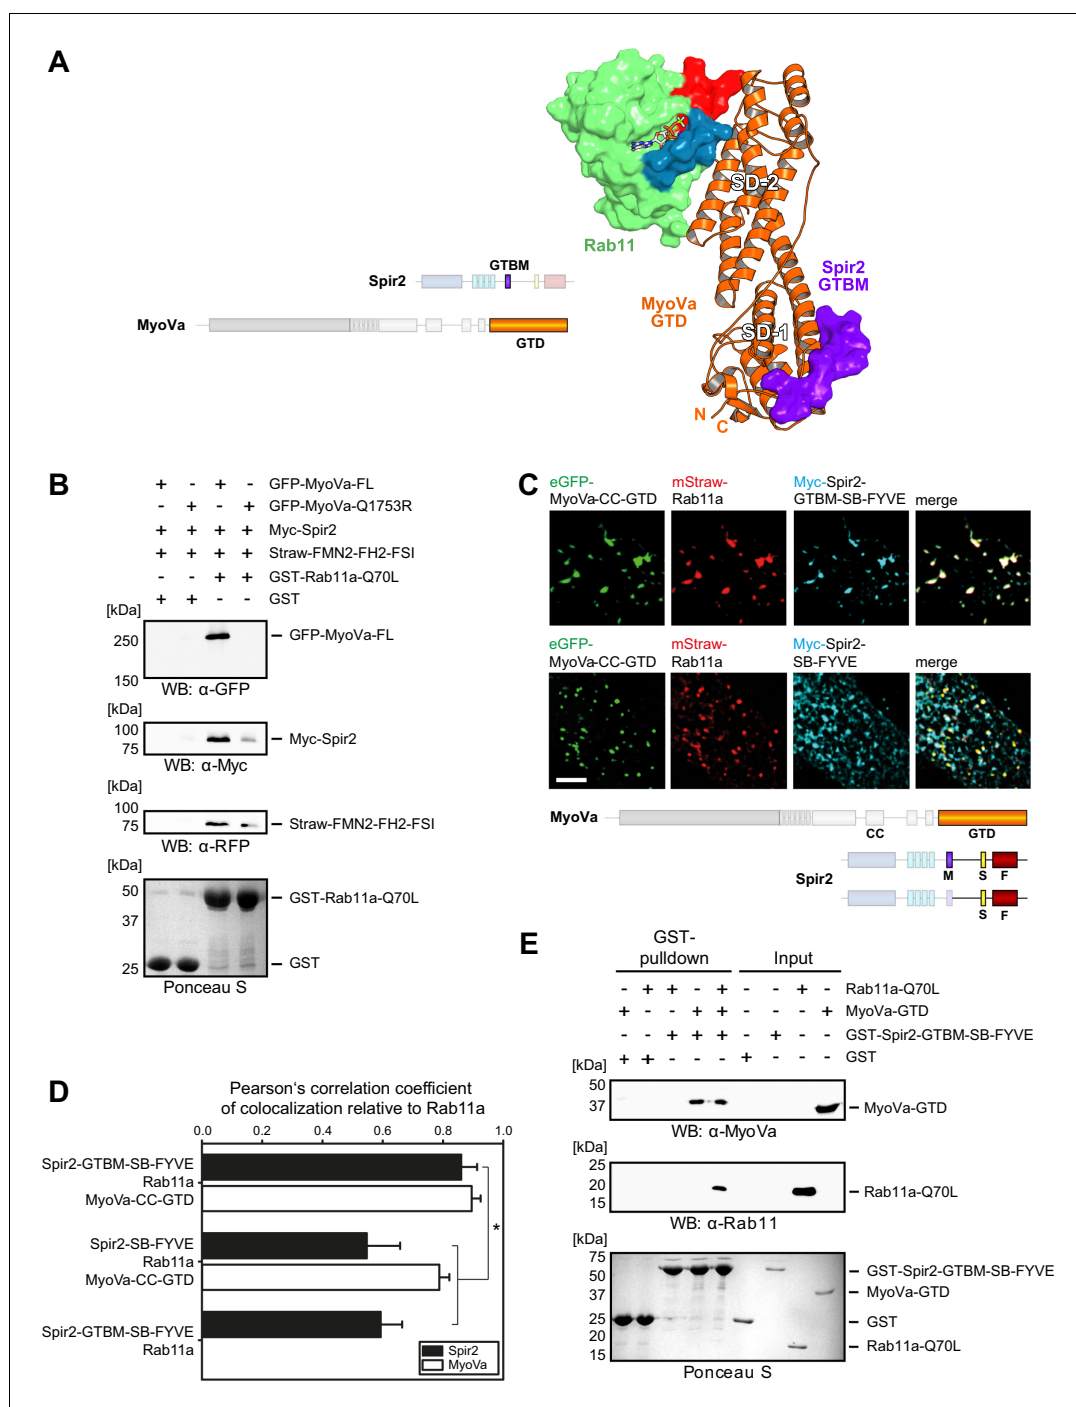 A
SD-2
Rab11
GTBM
Spir2
Spir2
GTBM
MyoVa
GTD
MyoVa
SD-1
GTD
N
C
B
+ - + - GFP-MyoVa-FL
- + - + GFP-MyoVa-Q1753R
+ + + + Myc-Spir2
+ + + + Straw-FMN2-FH2-FSI
- - + + GST-Rab11a-Q70L
+ + - - GST
[kDa]
250
GFP-MyoVa-FL
150
WB: α-GFP
[kDa]
100
75
Myc-Spir2
WB: α-Myc
[kDa]
100
75
Straw-FMN2-FH2-FSI
WB: α-RFP
50
GST-Rab11a-Q70L
37
25
GST
Ponceau S
C
eGFP- mStraw- Myc-Spir2-
MyoVa-CC-GTD Rab11a GTBM-SB-FYVE merge
eGFP- mStraw- Myc-Spir2-
MyoVa-CC-GTD Rab11a SB-FYVE merge
MyoVa
CC GTD
Spir2
M S F
S F
D
Pearson‘s correlation coefficient
of colocalization relative to Rab11a
0.0 0.2 0.4 0.6 0.8 1.0
Spir2-GTBM-SB-FYVE
Rab11a
MyoVa-CC-GTD
*
Spir2-SB-FYVE
Rab11a
MyoVa-CC-GTD
Spir2-GTBM-SB-FYVE
Rab11a
Spir2
MyoVa
E
GST-
pulldown Input
- + + - + - - + - Rab11a-Q70L
+ - - + + - - - + MyoVa-GTD
- - + + + - + - - GST-Spir2-GTBM-SB-FYVE
+ + - - - + - - - GST
[kDa]
50
37
MyoVa-GTD
WB: α-MyoVa
[kDa]
25
20
15
Rab11a-Q70L
WB: α-Rab11
[kDa]
75
50
GST-Spir2-GTBM-SB-FYVE
37
MyoVa-GTD
25
GST
20
15
Rab11a-Q70L
Ponceau S